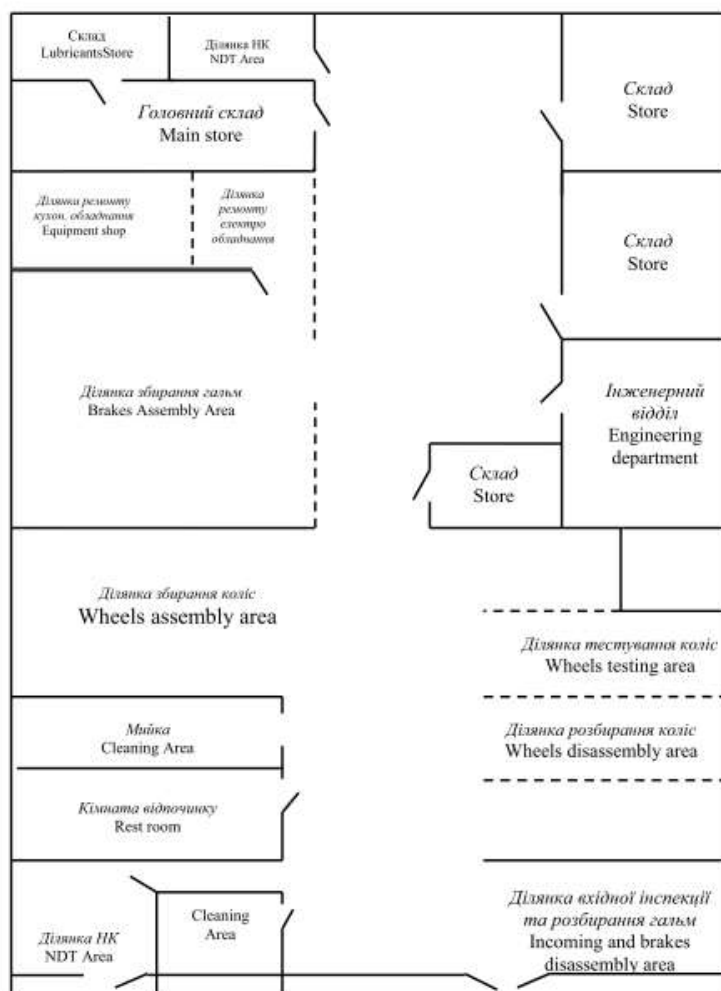 Склад
LubricantsStore
Ділянка НК
NDT Area
Головний склад
Main store
Склад
Store
Ділянка ремонту
кухон. обладнання
Equipment shop
Ділянка
ремонту
електро
обладнання
Склад
Store
Ділянка збирання гальм
Brakes Assembly Area
Інженерний
відділ
Engineering
department
Склад
Store
Ділянка збирання коліс
Wheels assembly area
Ділянка тестування коліс
Wheels testing area
Мийка
Cleaning Area
Ділянка розбирання коліс
Wheels disassembly area
Кімната відпочинку
Rest room
Ділянка НК
NDT Area
Cleaning
Area
Ділянка вхідної інспекції
та розбирання гальм
Incoming and brakes
disassembly area